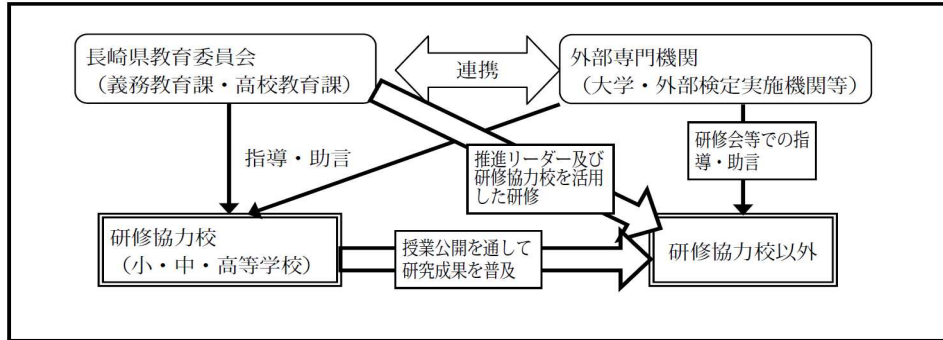 長崎県教育委員会
（義務教育課・高校教育課）
連携
外部専門機関
（大学・外部検定実施機関等）
指導・助言
推進リーダー及び
研修協力校を活用
した研修
研修会等での指
導・助言
研修協力校
（小・中・高等学校）
授業公開を通して
研究成果を普及
研修協力校以外